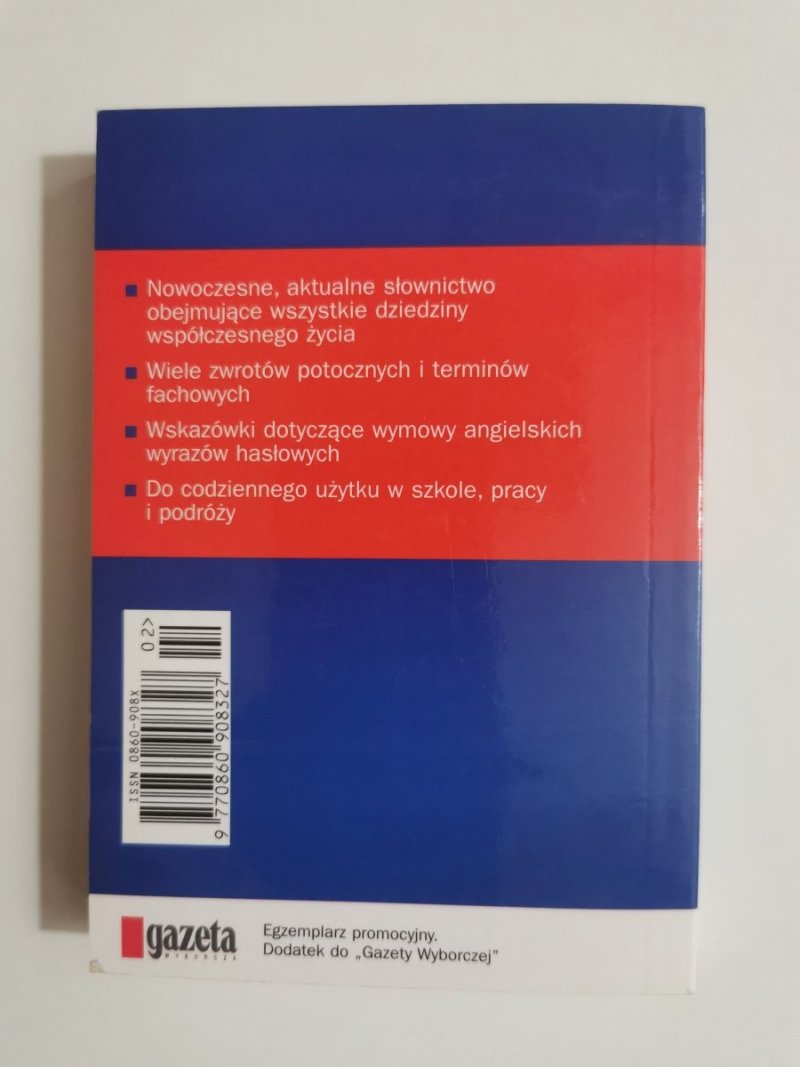 Nowoczesne, aktualne słownictwo
obejmujące wszystkie dziedziny
współczesnego życia
Wiele zwrotów potocznych i terminów
fachowych
Wskazówki dotyczące wymowy angielskich
wyrazów hasłowych
Do codziennego użytku w szkole, pracy
i podróży
02>
ISSN 0860-908X
9 770860 908327
gazeta
WYBORCZA
Egzemplarz promocyjny.
Dodatek do „Gazety Wyborczej”